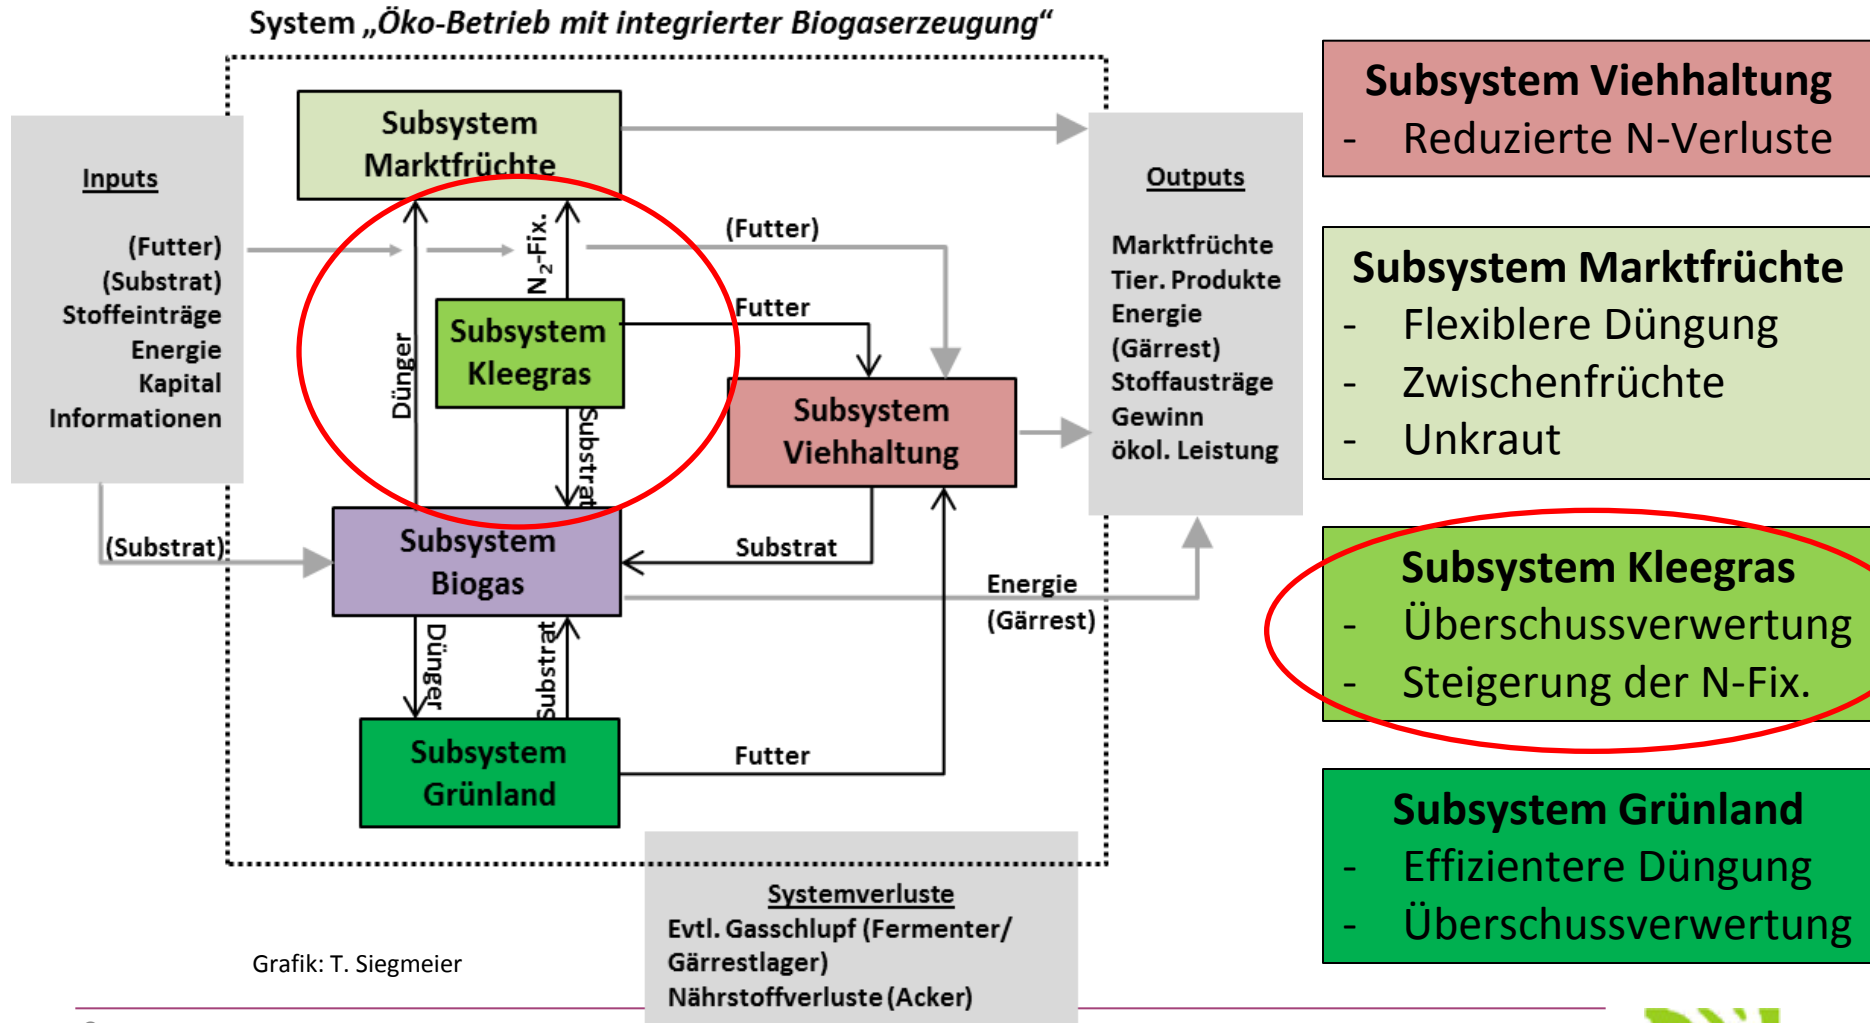 System „Öko-Betrieb mit integrierter Biogaserzeugung“
Inputs
(Futter)
(Substrat)
Stoffeinträge
Energie
Kapital
Informationen
(Substrat)
Subsystem
Marktfrüchte
Dünger
N₂-Fix.
(Futter)
Subsystem
Kleegras
Futter
Substrat
Subsystem
Viehhaltung
Subsystem
Biogas
Substrat
Energie
(Gärrest)
Dünger
Substrat
Subsystem
Grünland
Futter
Outputs
Marktfrüchte
Tier. Produkte
Energie
(Gärrest)
Stoffausträge
Gewinn
ökol. Leistung
Systemverluste
Evtl. Gasschlupf (Fermenter/
Gärrestlager)
Nährstoffverluste (Acker)
Grafik: T. Siegmeier
Subsystem Viehhaltung
- Reduzierte N-Verluste
Subsystem Marktfrüchte
- Flexiblere Düngung
- Zwischenfrüchte
- Unkraut
Subsystem Kleegras
- Überschussverwertung
- Steigerung der N-Fix.
Subsystem Grünland
- Effizientere Düngung
- Überschussverwertung